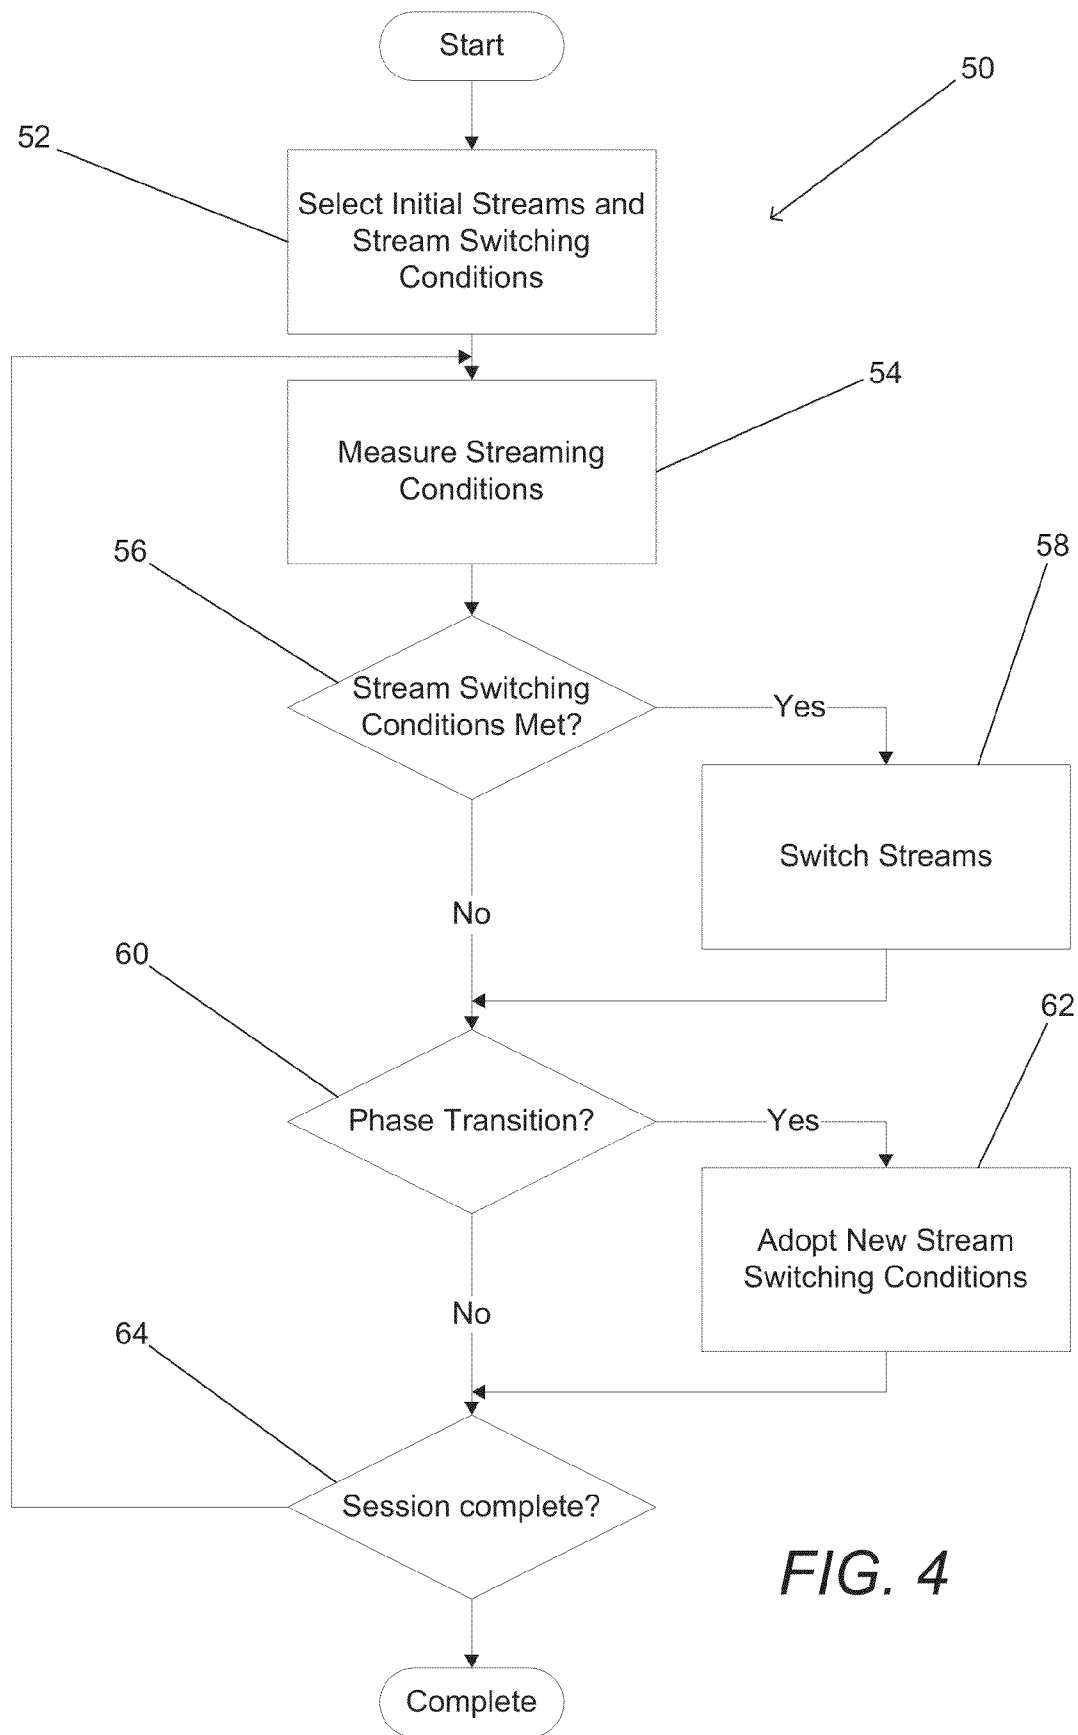 Start
50
52
Select Initial Streams and
Stream Switching
Conditions
54
Measure Streaming
Conditions
56
58
Stream Switching
Conditions Met?
Yes
Switch Streams
No
60
62
Phase Transition?
Yes
Adopt New Stream
Switching Conditions
No
64
Session complete?
FIG. 4
Complete